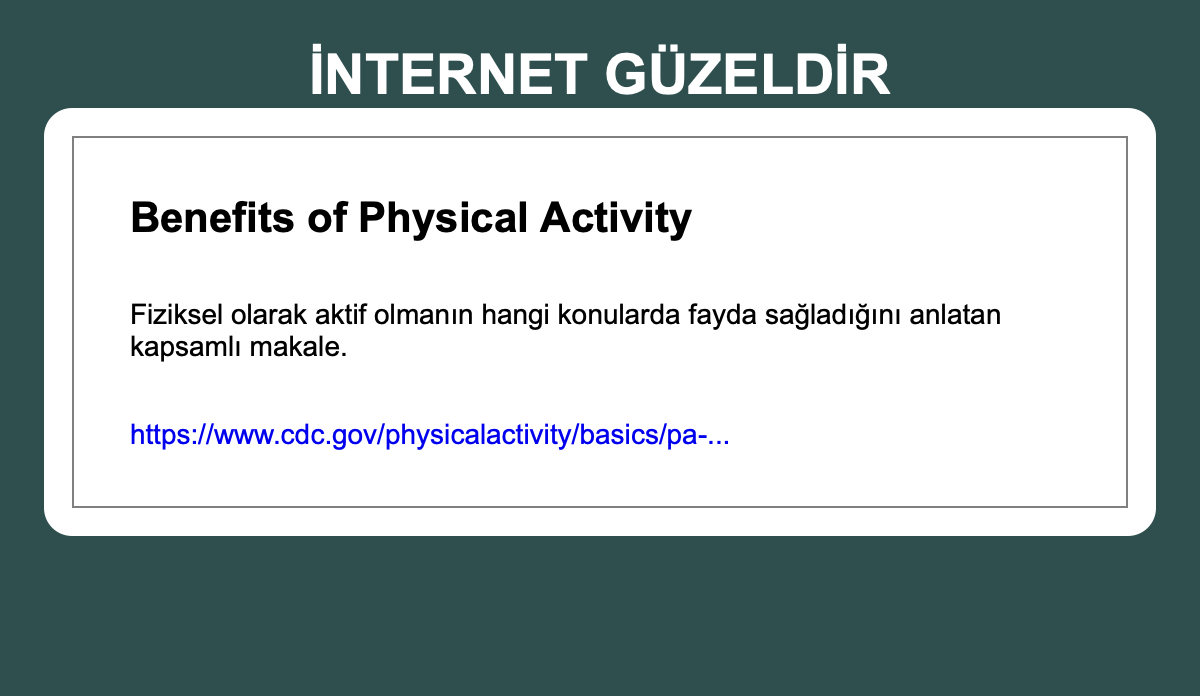 İNTERNET GÜZELDİR
Benefits of Physical Activity
Fiziksel olarak aktif olmanın hangi konularda fayda sağladığını anlatan
kapsamlı makale.
https://www.cdc.gov/physicalactivity/basics/pa-...